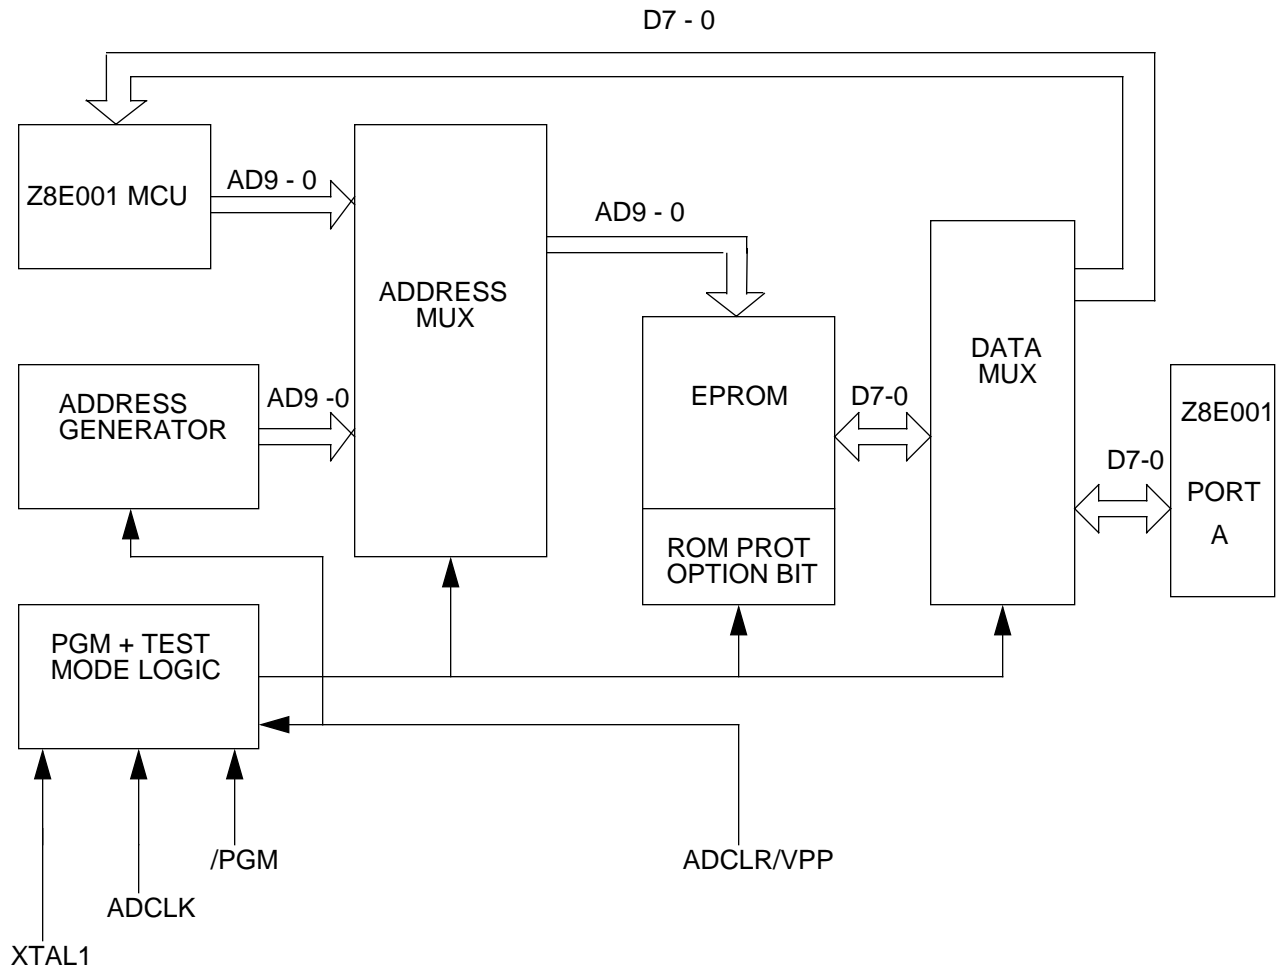 D7 - 0
Z8E001 MCU
AD9 - 0
ADDRESS
MUX
AD9 - 0
ADDRESS
GENERATOR
AD9 -0
EPROM
ROM PROT
OPTION BIT
D7-0
DATA
MUX
D7-0
Z8E001
PORT
A
PGM + TEST
MODE LOGIC
/PGM
ADCLK
XTAL1
ADCLR/VPP